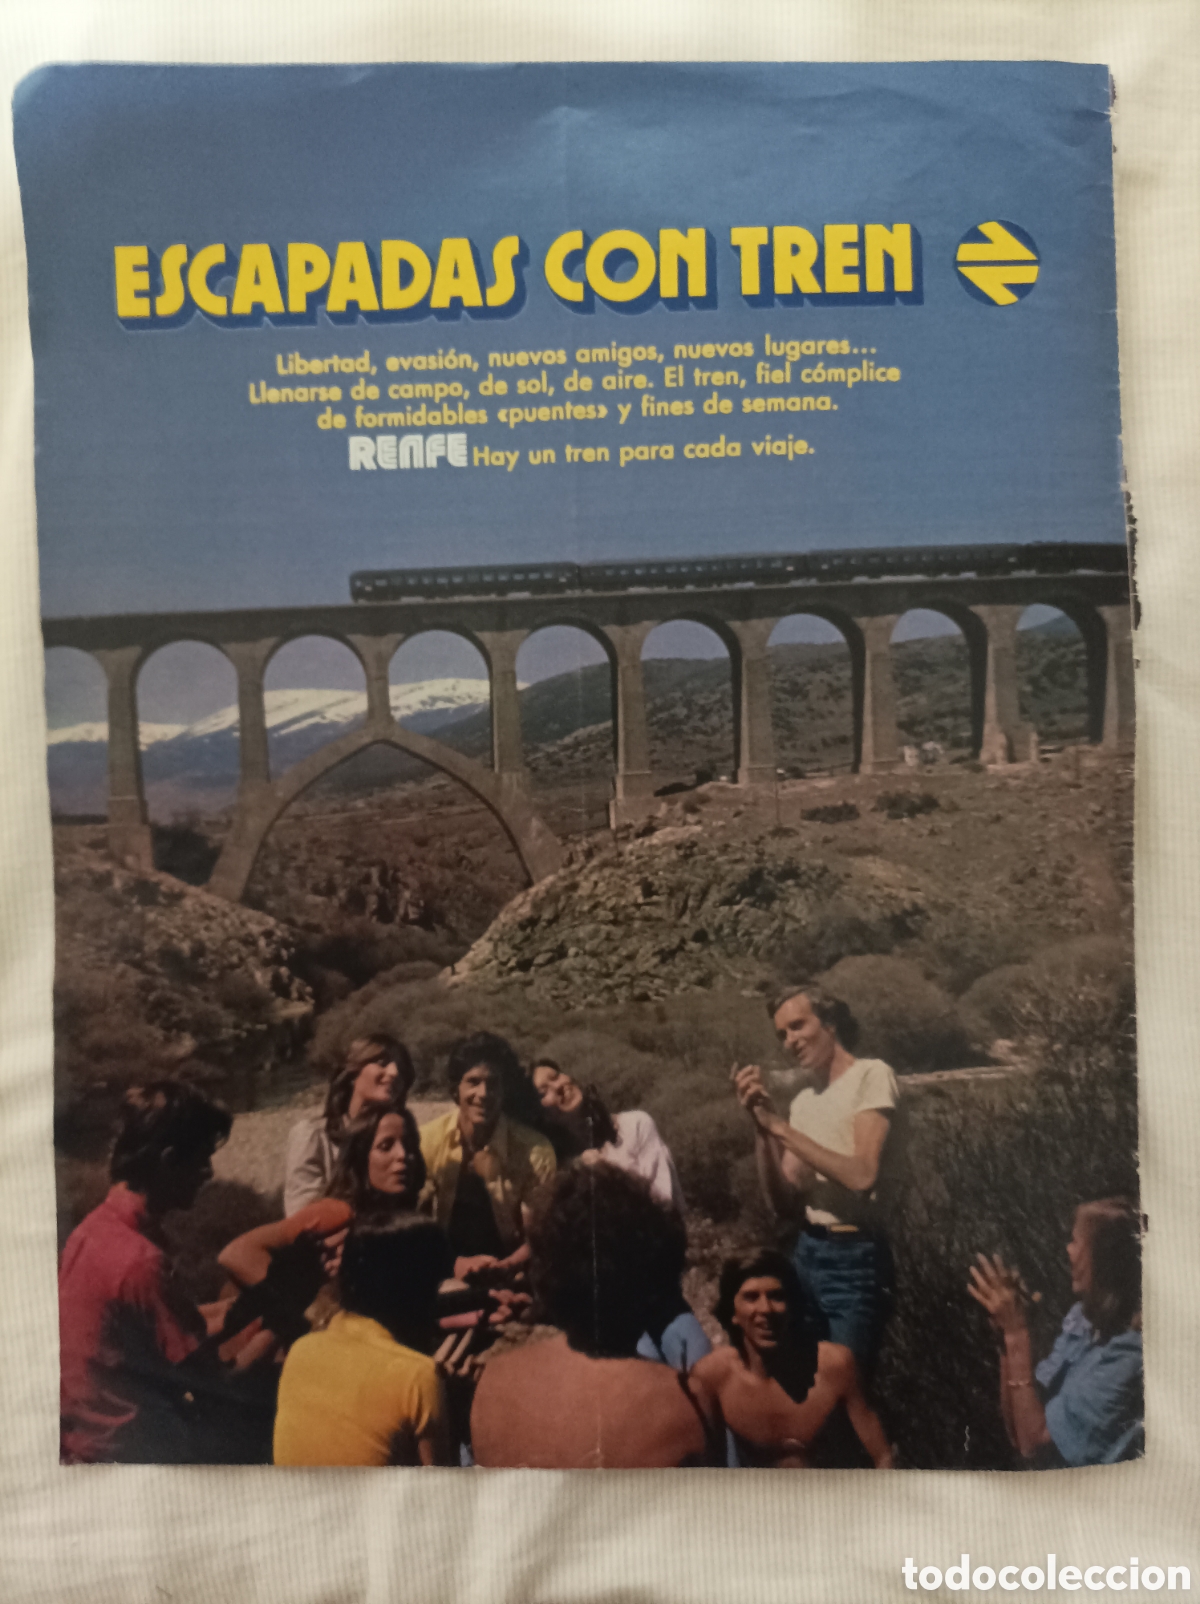 ESCAPADAS CON TREN
Libertad, evasión, nuevos amigos, nuevos lugares...
Llenarse de campo, de sol, de aire. El tren, fiel cómplice
de formidables «puentes» y fines de semana.
RENFE Hay un tren para cada viaje.
todocoleccion